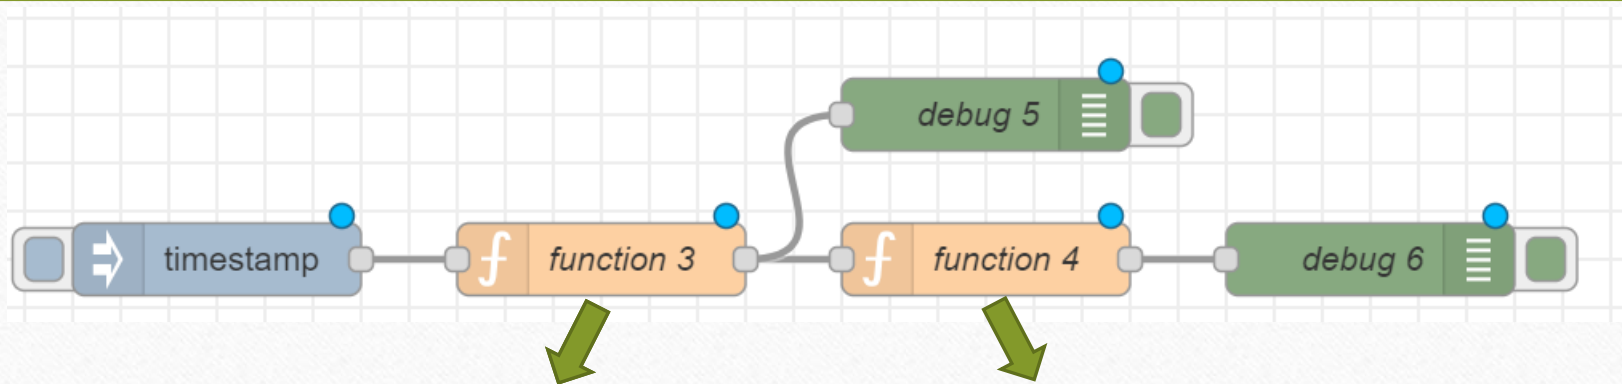 debug 5
timestamp
function 3
function 4
debug 6